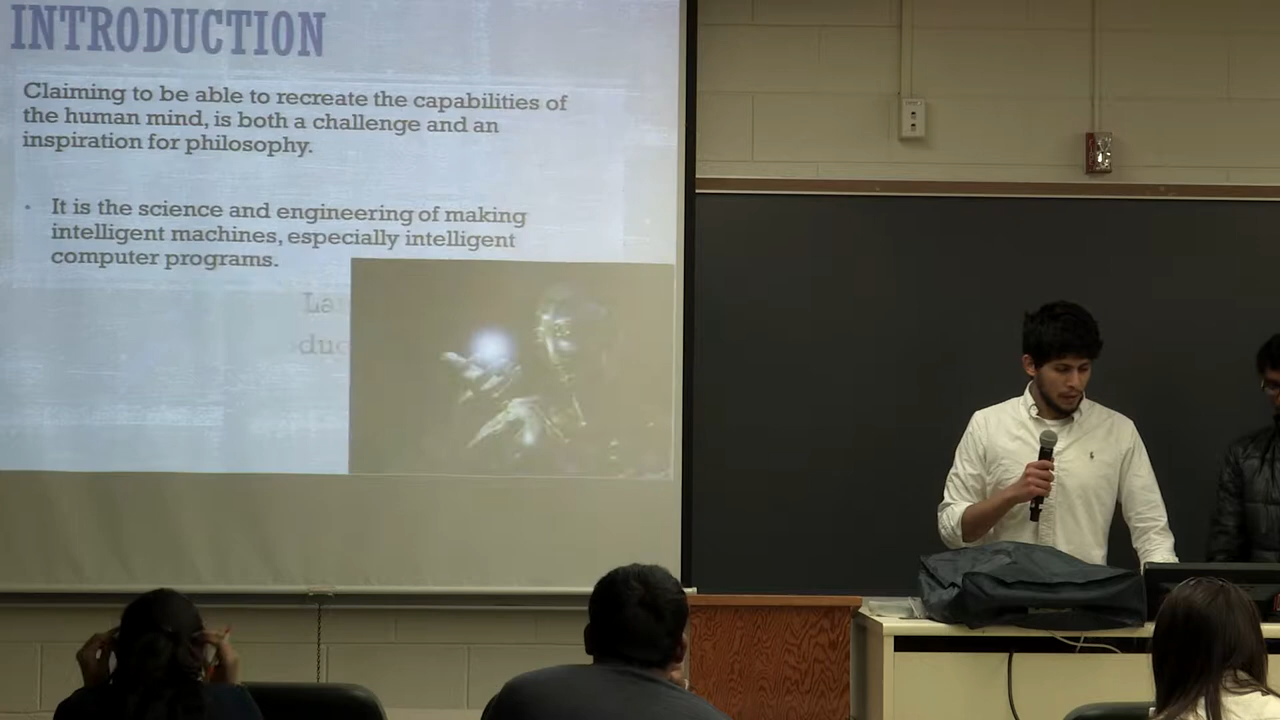 INTRODUCTION
Claiming to be able to recreate the capabilities of
the human mind, is both a challenge and an
inspiration for philosophy.
• It is the science and engineering of making
intelligent machines, especially intelligent
computer programs.